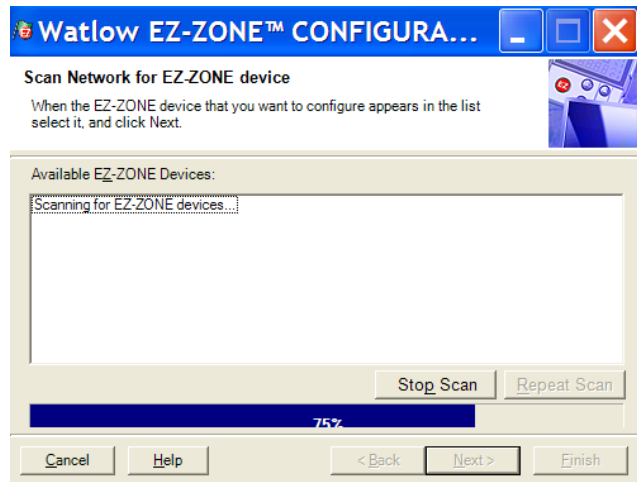 Watlow EZ-ZONE™ CONFIGURA...
Scan Network for EZ-ZONE device
When the EZ-ZONE device that you want to configure appears in the list
select it, and click Next.
EZ
Available EZ-ZONE Devices:
Scanning for EZ-ZONE devices...
Stop Scan Repeat Scan
75%
Cancel Help < Back Next > Finish